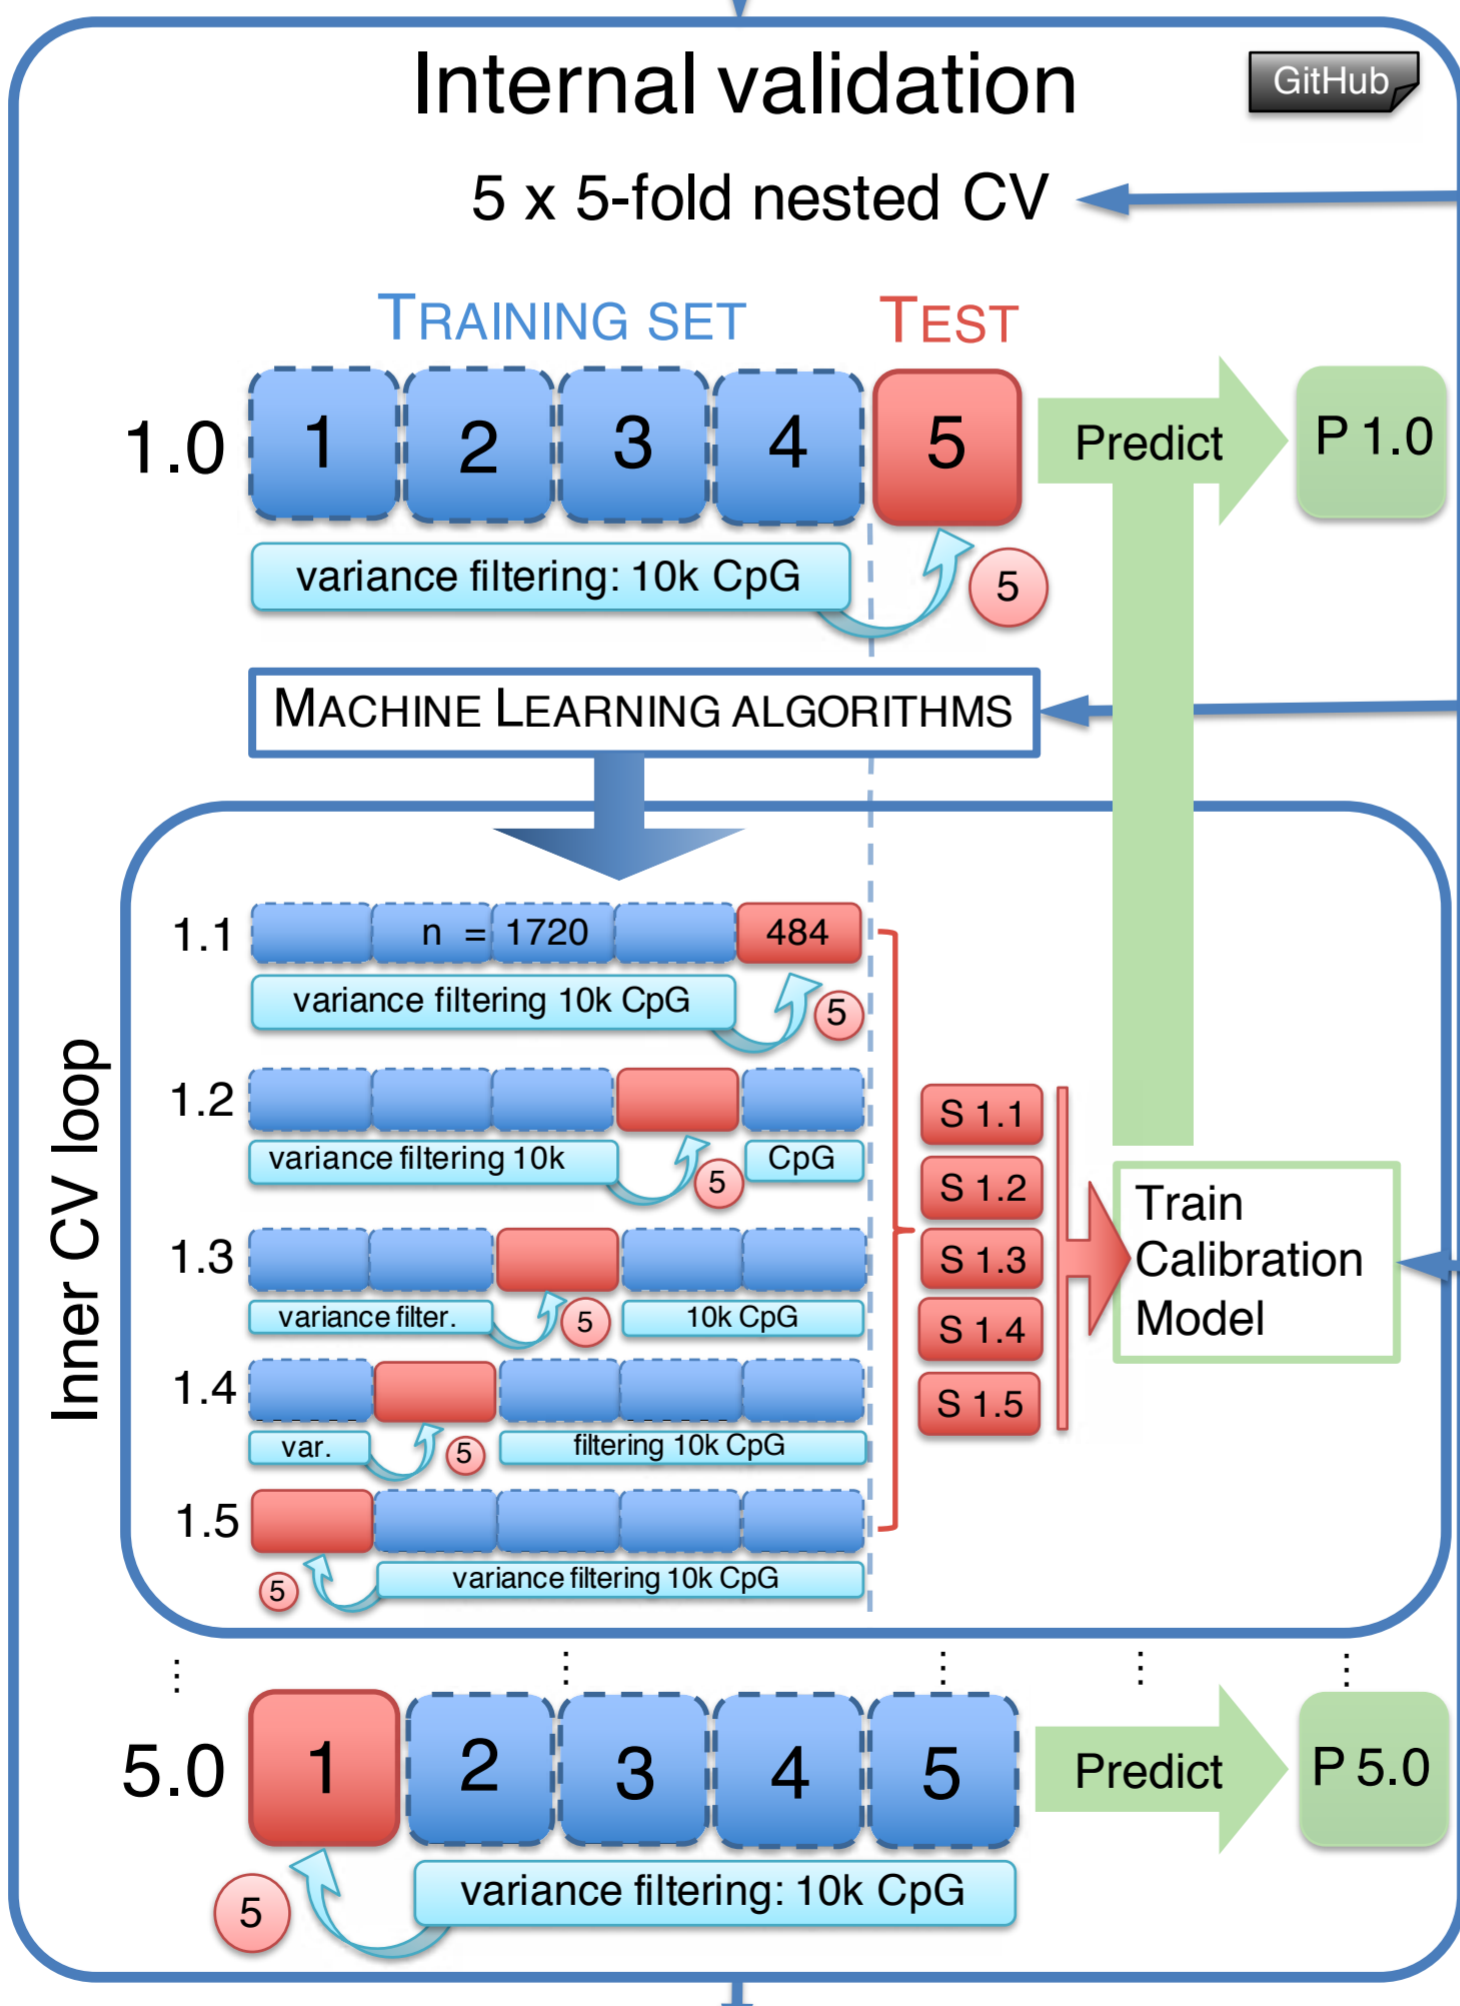 Internal validation
GitHub
5 x 5-fold nested CV
TRAINING SET
TEST
1.0
1
2
3
4
5
Predict
P 1.0
variance filtering: 10k CpG
5
MACHINE LEARNING ALGORITHMS
Inner CV loop
1.1
n = 1720
484
variance filtering 10k CpG
5
1.2
variance filtering 10k
5
CpG
1.3
variance filter.
5
10k CpG
1.4
var.
5
filtering 10k CpG
1.5
5
variance filtering 10k CpG
S 1.1
S 1.2
S 1.3
S 1.4
S 1.5
Train
Calibration
Model
5.0
1
2
3
4
5
Predict
P 5.0
5
variance filtering: 10k CpG